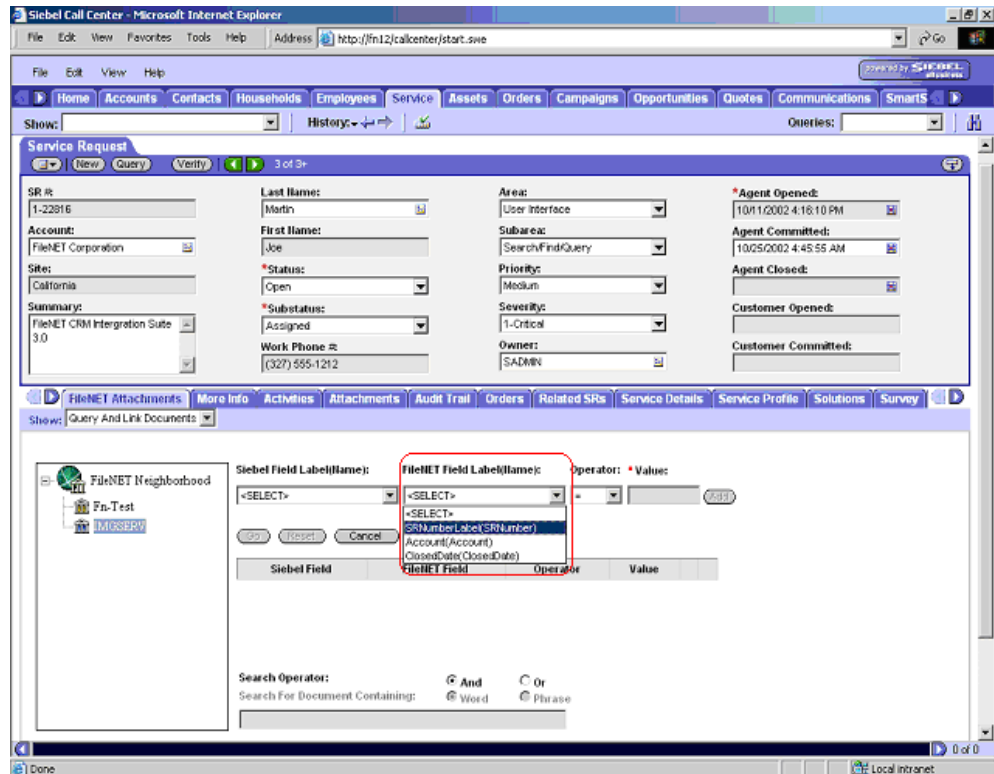 Siebel Call Center - Microsoft Internet Explorer
File Edit View Favorites Tools Help Address http://fn12/callcenter/start.swe Go
File Edit View Help powered by SIEBEL
Home Accounts Contacts Households Employees Service Assets Orders Campaigns Opportunities Quotes Communications SmartS
Show: History: Queries:
Service Request
New Query Verify 3 of 3+
SR #: Last Name: Area: *Agent Opened:
1-22816 Martin User Interface 10/11/2002 4:16:10 PM
Account: First Name: Subarea: Agent Committed:
FileNET Corporation Joe Search/Find/Query 10/25/2002 4:45:55 AM
Site: *Status: Priority: Agent Closed:
California Open Medium
Summary: *Substatus: Severity: Customer Opened:
FileNET CRM Intergration Suite 3.0 Assigned 1-Critical
Work Phone #: Owner: Customer Committed:
(327) 555-1212 SADMIN
FileNET Attachments More Info Activities Attachments Audit Trail Orders Related SRs Service Details Service Profile Solutions Survey
Show: Query And Link Documents
Siebel Field Label(Name): FileNET Field Label(Name): Operator: *Value:
FileNET Neighborhood
<SELECT> <SELECT> = Add
Fn-Test
<SELECT>
IMGSERV
SRNumberLabel(SRNumber)
Go Reset Cancel Account(Account)
ClosedDate(ClosedDate)
Siebel Field FileNET Field Operator Value
Search Operator: And Or
Search For Document Containing: Word Phrase
0 of 0
Done Local intranet